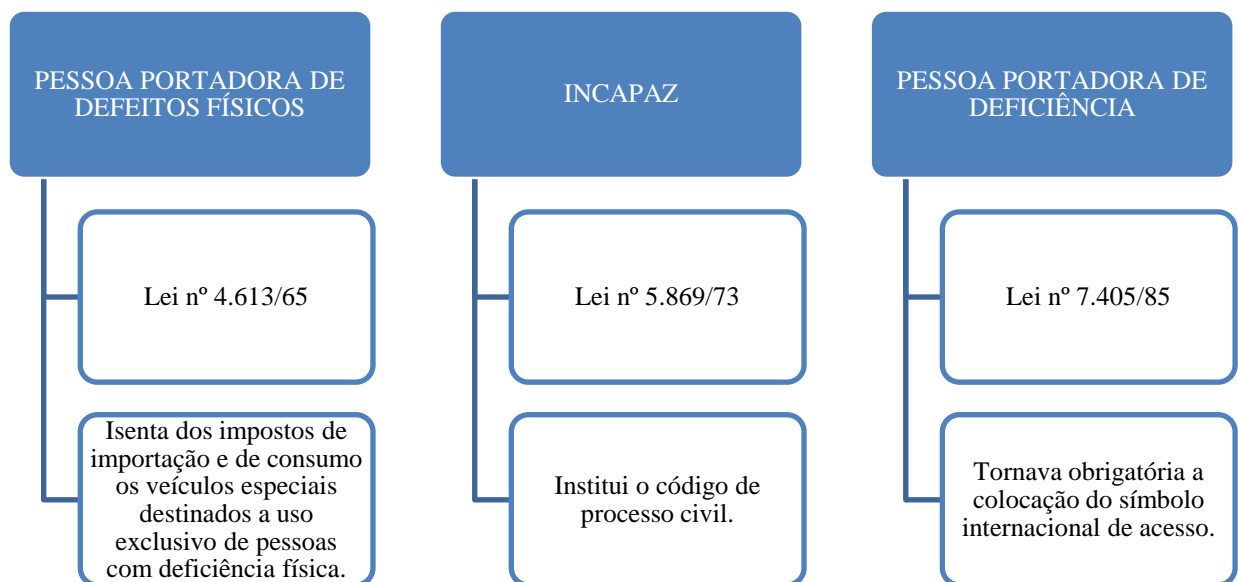 PESSOA PORTADORA DE
DEFEITOS FÍSICOS
Lei nº 4.613/65
Isenta dos impostos de
importação e de consumo
os veículos especiais
destinados a uso
exclusivo de pessoas
com deficiência física.
INCAPAZ
Lei nº 5.869/73
Institui o código de
processo civil.
PESSOA PORTADORA DE
DEFICIÊNCIA
Lei nº 7.405/85
Tornava obrigatória a
colocação do símbolo
internacional de acesso.